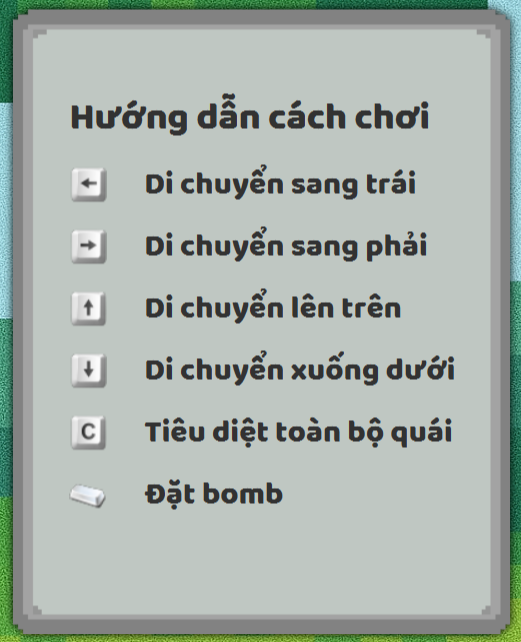 Hướng dẫn cách chơi
← Di chuyển sang trái
→ Di chuyển sang phải
↑ Di chuyển lên trên
↓ Di chuyển xuống dưới
C Tiêu diệt toàn bộ quái
Đặt bomb